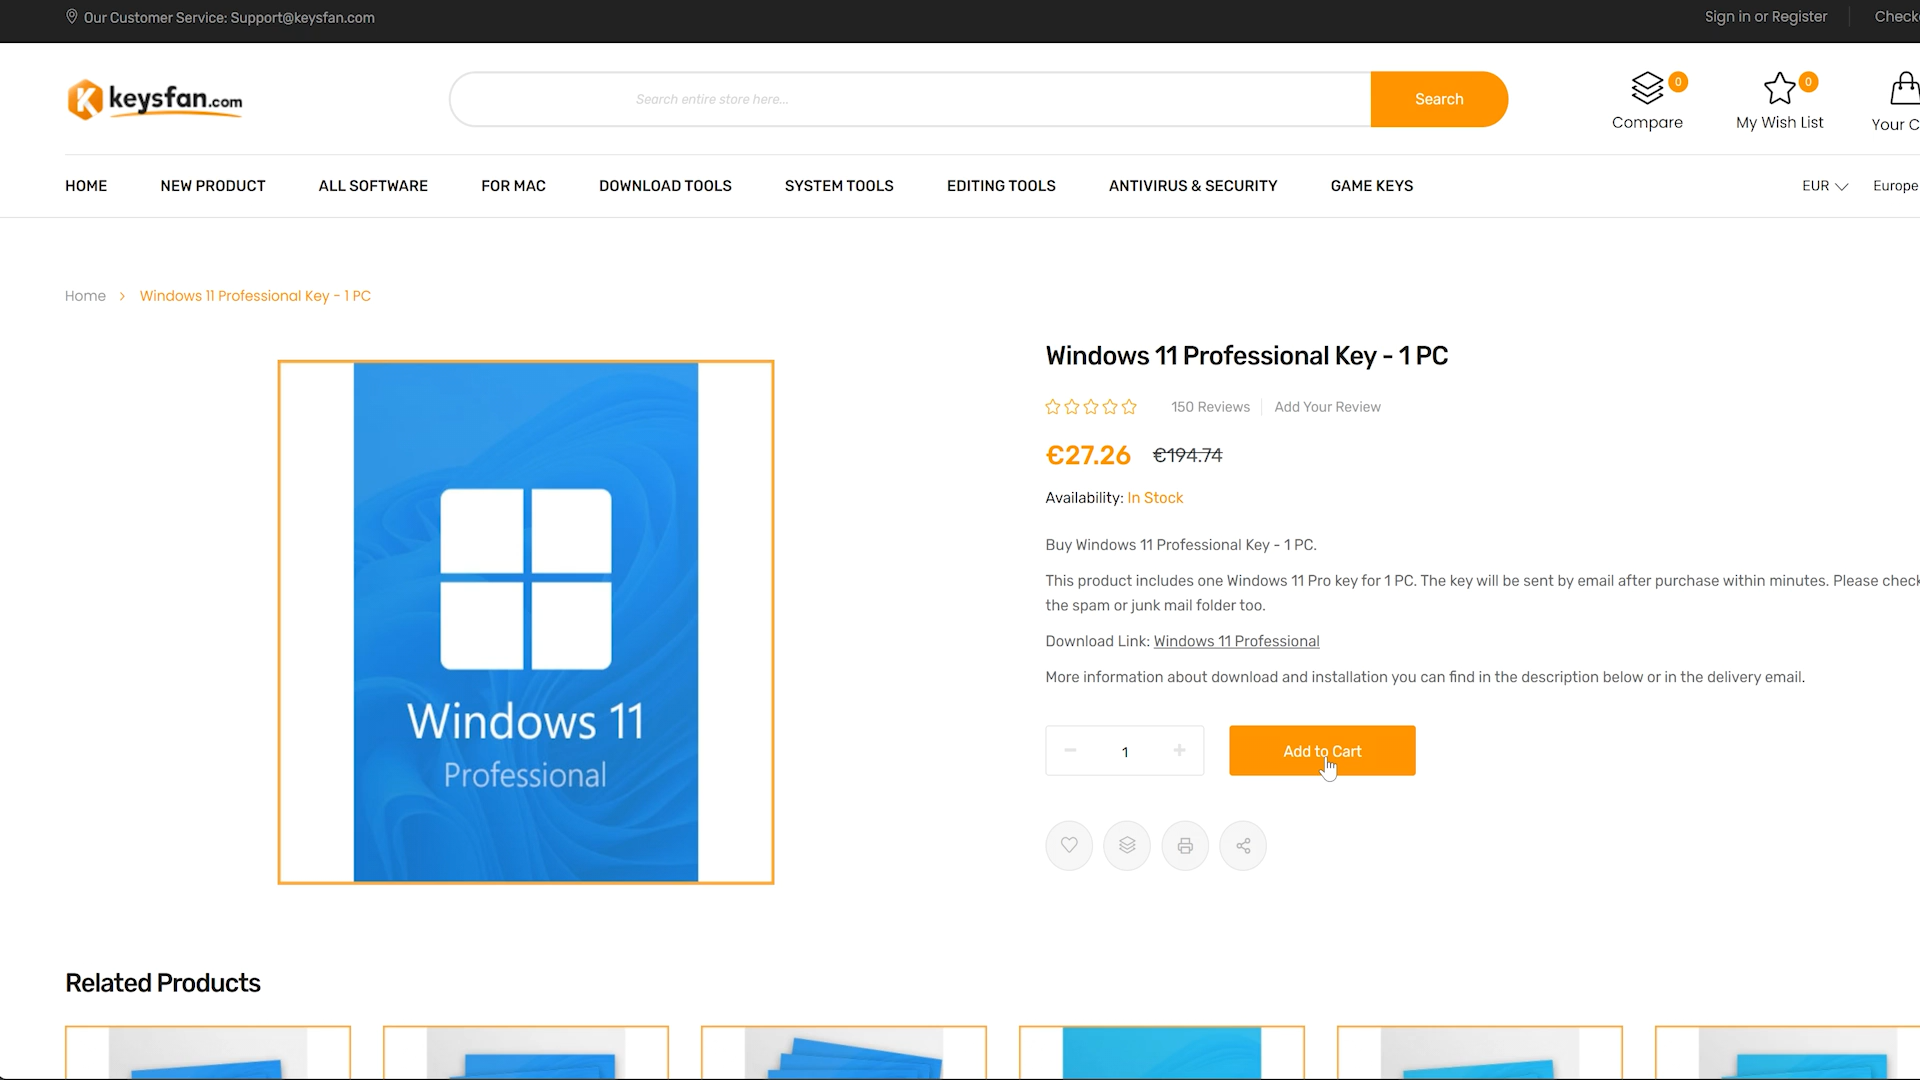 Our Customer Service: Support@keysfan.com
Sign in or Register
Check
keysfan.com
Search entire store here...
Search
0
0
Compare
My Wish List
Your C
HOME
NEW PRODUCT
ALL SOFTWARE
FOR MAC
DOWNLOAD TOOLS
SYSTEM TOOLS
EDITING TOOLS
ANTIVIRUS & SECURITY
GAME KEYS
EUR
Europe
Home > Windows 11 Professional Key - 1 PC
Windows 11
Professional
Windows 11 Professional Key - 1 PC
150 Reviews
Add Your Review
€27.26 €194.74
Availability: In Stock
Buy Windows 11 Professional Key - 1 PC.
This product includes one Windows 11 Pro key for 1 PC. The key will be sent by email after purchase within minutes. Please check
the spam or junk mail folder too.
Download Link: Windows 11 Professional
More information about download and installation you can find in the description below or in the delivery email.
1
Add to Cart
Related Products